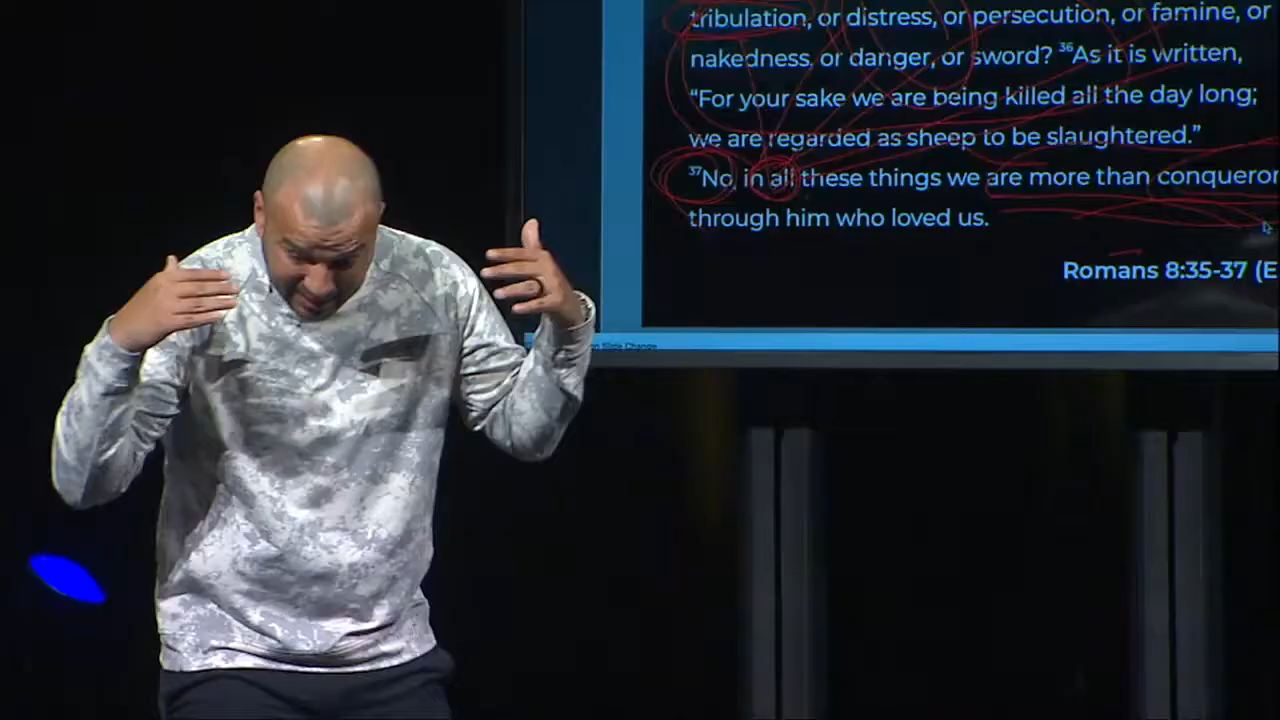 tribulation, or distress, or persecution, or famine, or
nakedness, or danger, or sword? ³⁶As it is written,
“For your sake we are being killed all the day long;
we are regarded as sheep to be slaughtered.”
³⁷No, in all these things we are more than conqueror
through him who loved us.
Romans 8:35-37 (E
Slide Change